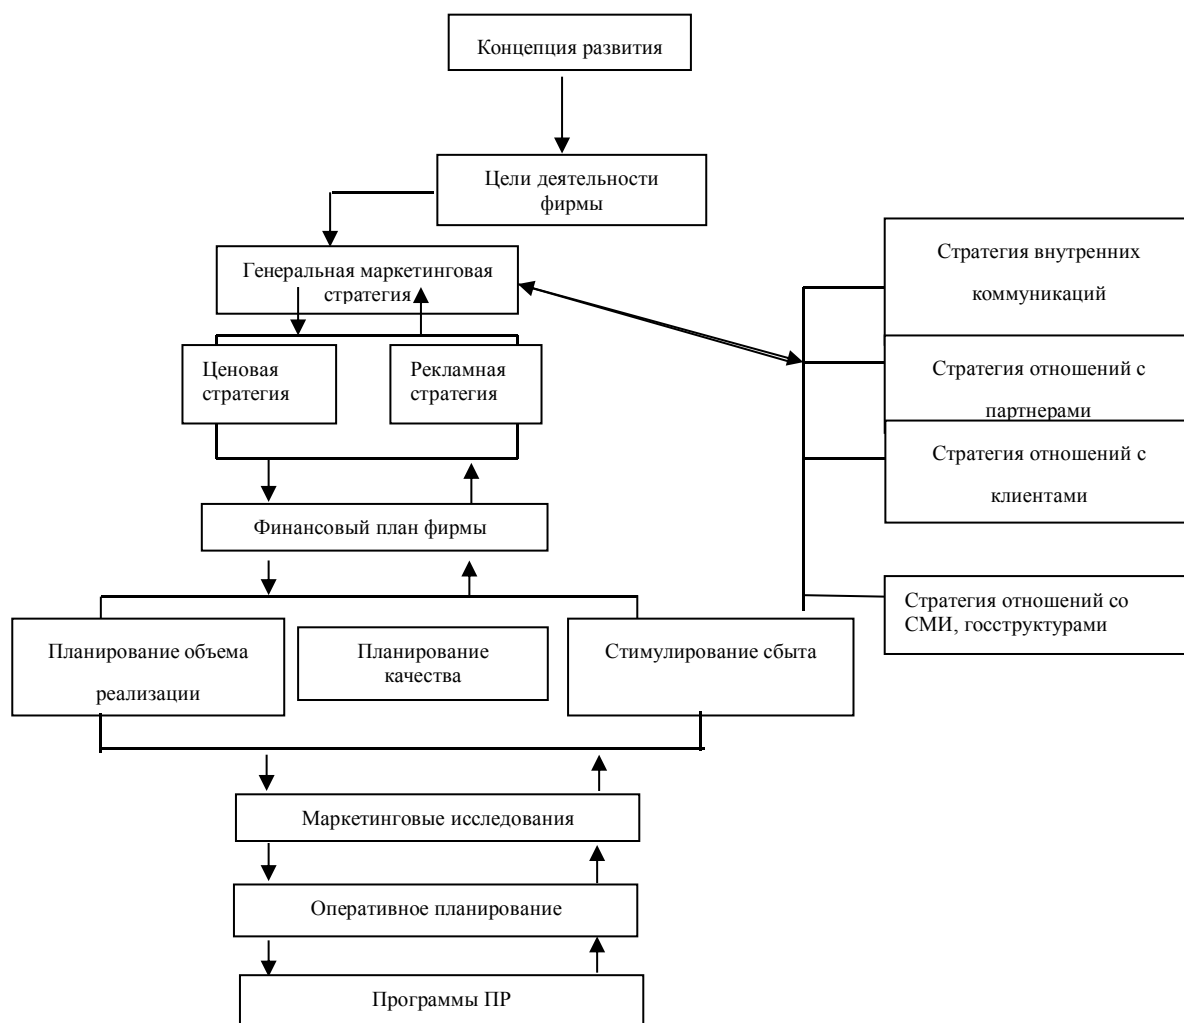 Концепция развития
Цели деятельности
фирмы
Генеральная маркетинговая
стратегия
Ценовая
стратегия
Рекламная
стратегия
Финансовый план фирмы
Планирование объема
реализации
Планирование
качества
Стимулирование сбыта
Маркетинговые исследования
Оперативное планирование
Программы ПР
Стратегия внутренних
коммуникаций
Стратегия отношений с
партнерами
Стратегия отношений с
клиентами
Стратегия отношений со
СМИ, госструктурами